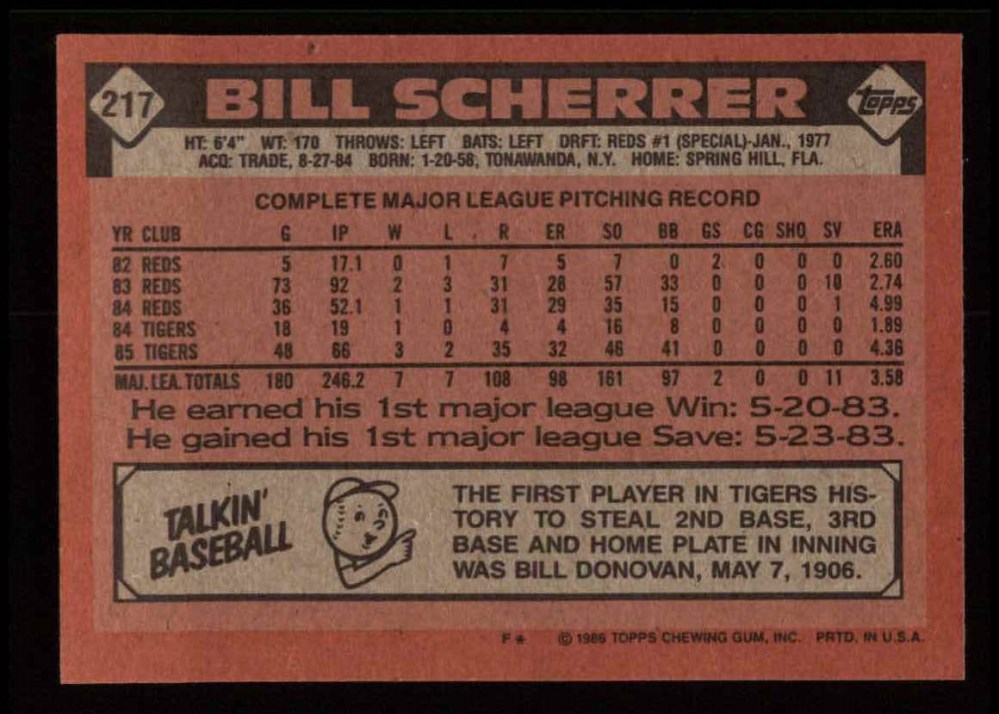 217 BILL SCHERRER topps
HT: 6'4" WT: 170 THROWS: LEFT BATS: LEFT DRFT: REDS #1 (SPECIAL)-JAN., 1977
ACQ: TRADE, 8-27-84 BORN: 1-20-58, TONAWANDA, N.Y. HOME: SPRING HILL, FLA.
COMPLETE MAJOR LEAGUE PITCHING RECORD
YR CLUB G IP W L R ER SO BB GS CG SHO SV ERA
82 REDS 5 17.1 0 1 7 5 7 0 2 0 0 0 2.60
83 REDS 73 92 2 3 31 28 57 33 0 0 0 10 2.74
84 REDS 36 52.1 1 1 31 29 35 15 0 0 0 1 4.99
84 TIGERS 18 19 1 0 4 4 16 8 0 0 0 0 1.89
85 TIGERS 48 66 3 2 35 32 46 41 0 0 0 0 4.36
MAJ. LEA. TOTALS 180 246.2 7 7 108 98 161 97 2 0 0 11 3.58
He earned his 1st major league Win: 5-20-83.
He gained his 1st major league Save: 5-23-83.
TALKIN'
BASEBALL
THE FIRST PLAYER IN TIGERS HIS-
TORY TO STEAL 2ND BASE, 3RD
BASE AND HOME PLATE IN INNING
WAS BILL DONOVAN, MAY 7, 1906.
F* © 1986 TOPPS CHEWING GUM, INC. PRTD. IN U.S.A.